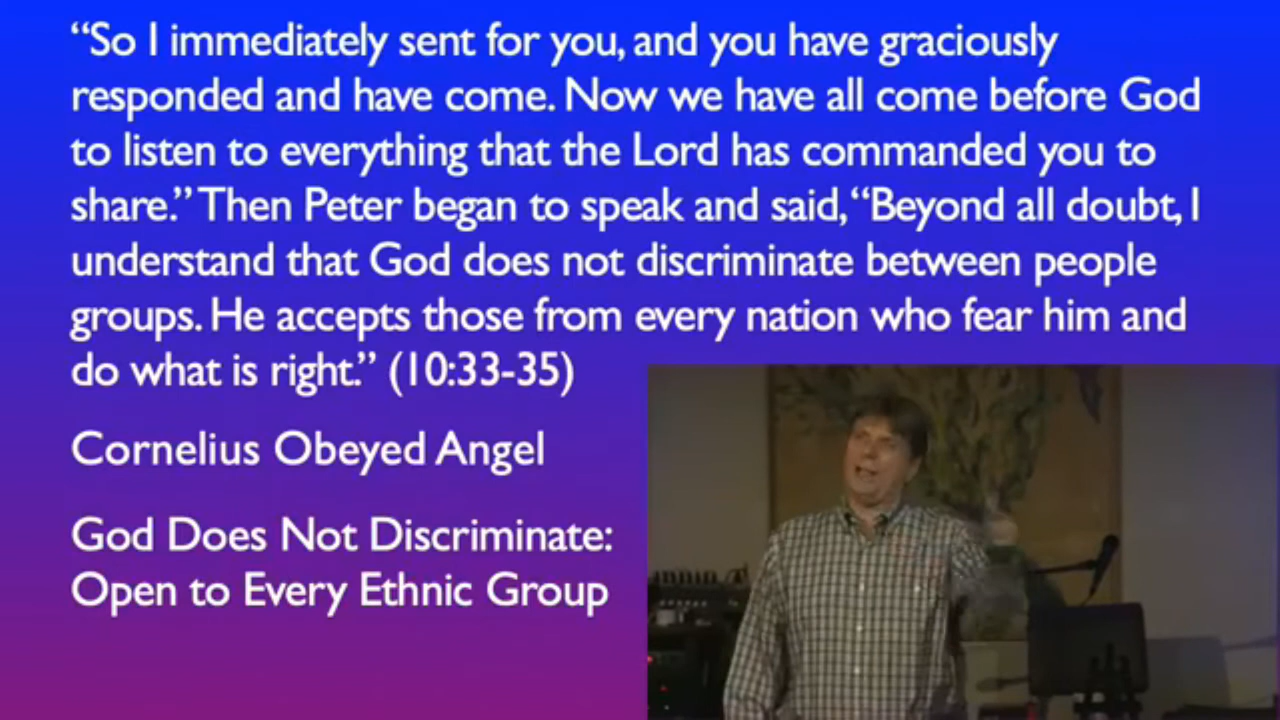 “So I immediately sent for you, and you have graciously
responded and have come. Now we have all come before God
to listen to everything that the Lord has commanded you to
share.” Then Peter began to speak and said, “Beyond all doubt, I
understand that God does not discriminate between people
groups. He accepts those from every nation who fear him and
do what is right.” (10:33-35)
Cornelius Obeyed Angel
God Does Not Discriminate:
Open to Every Ethnic Group